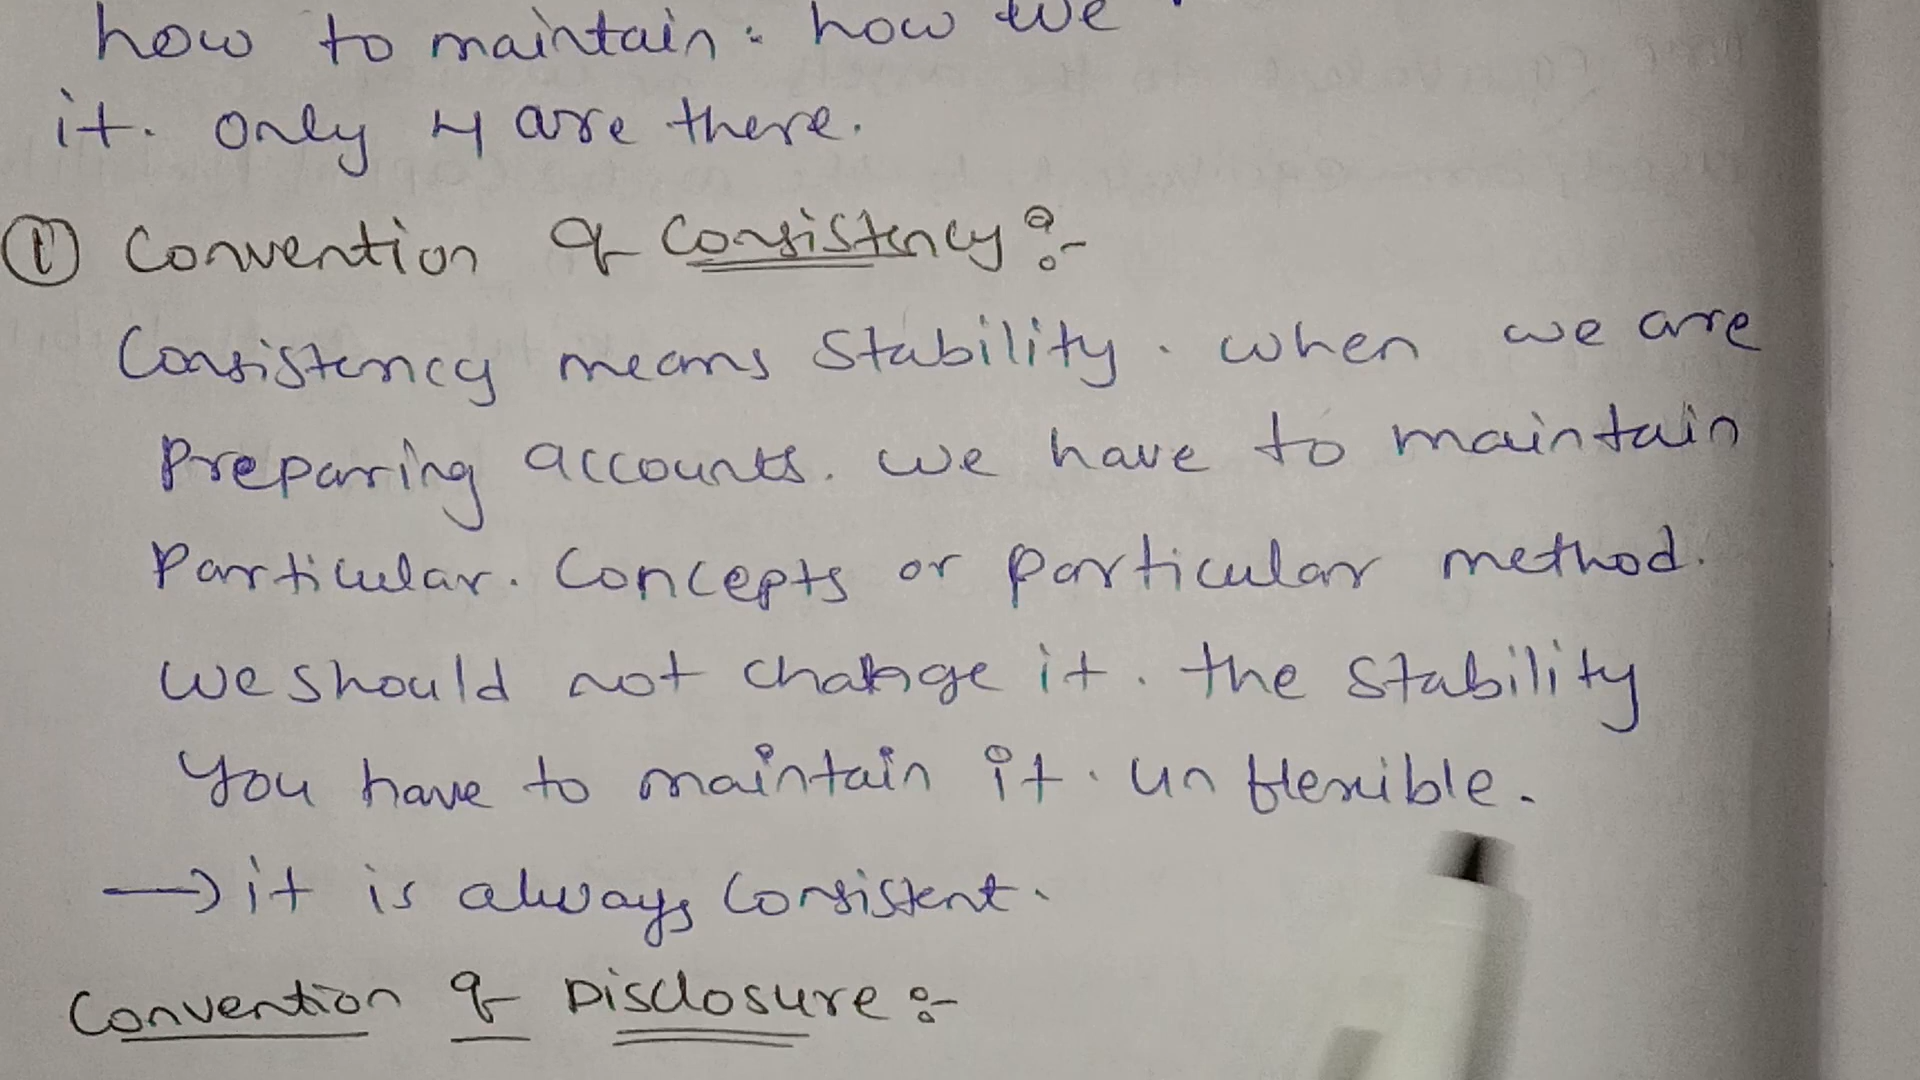 how to maintain. how we
it. only 4 are there.
① Convention of Consistency :-
Consistency means Stability. when we are
Preparing accounts. we have to maintain
Particular. Concepts or particular method.
we should not change it. the stability
You have to maintain it. un flexible.
→ it is always Consistent.
Convention of Disclosure :-